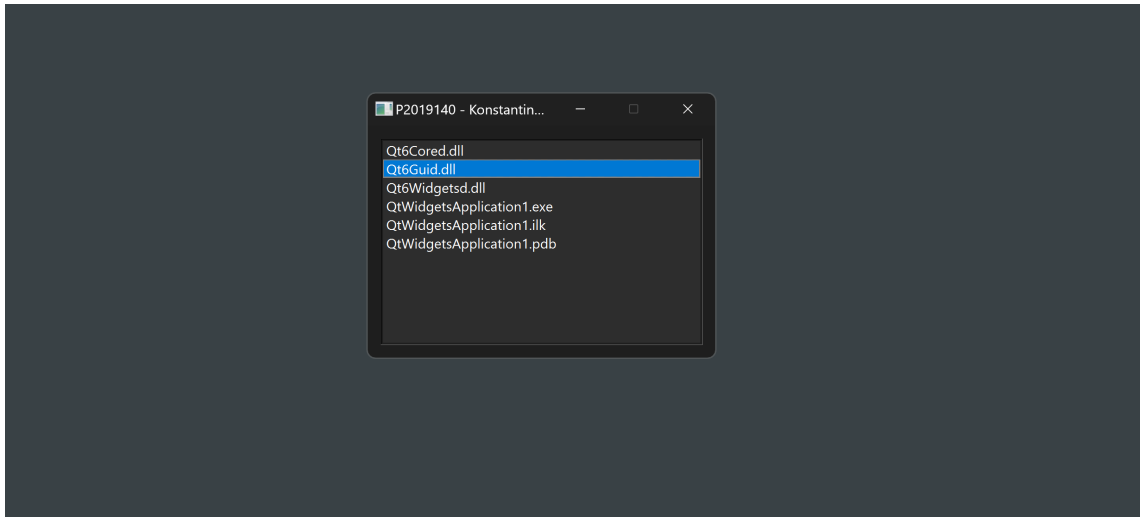 P2019140 - Konstantin...
Qt6Cored.dll
Qt6Guid.dll
Qt6Widgetsd.dll
QtWidgetsApplication1.exe
QtWidgetsApplication1.ilk
QtWidgetsApplication1.pdb